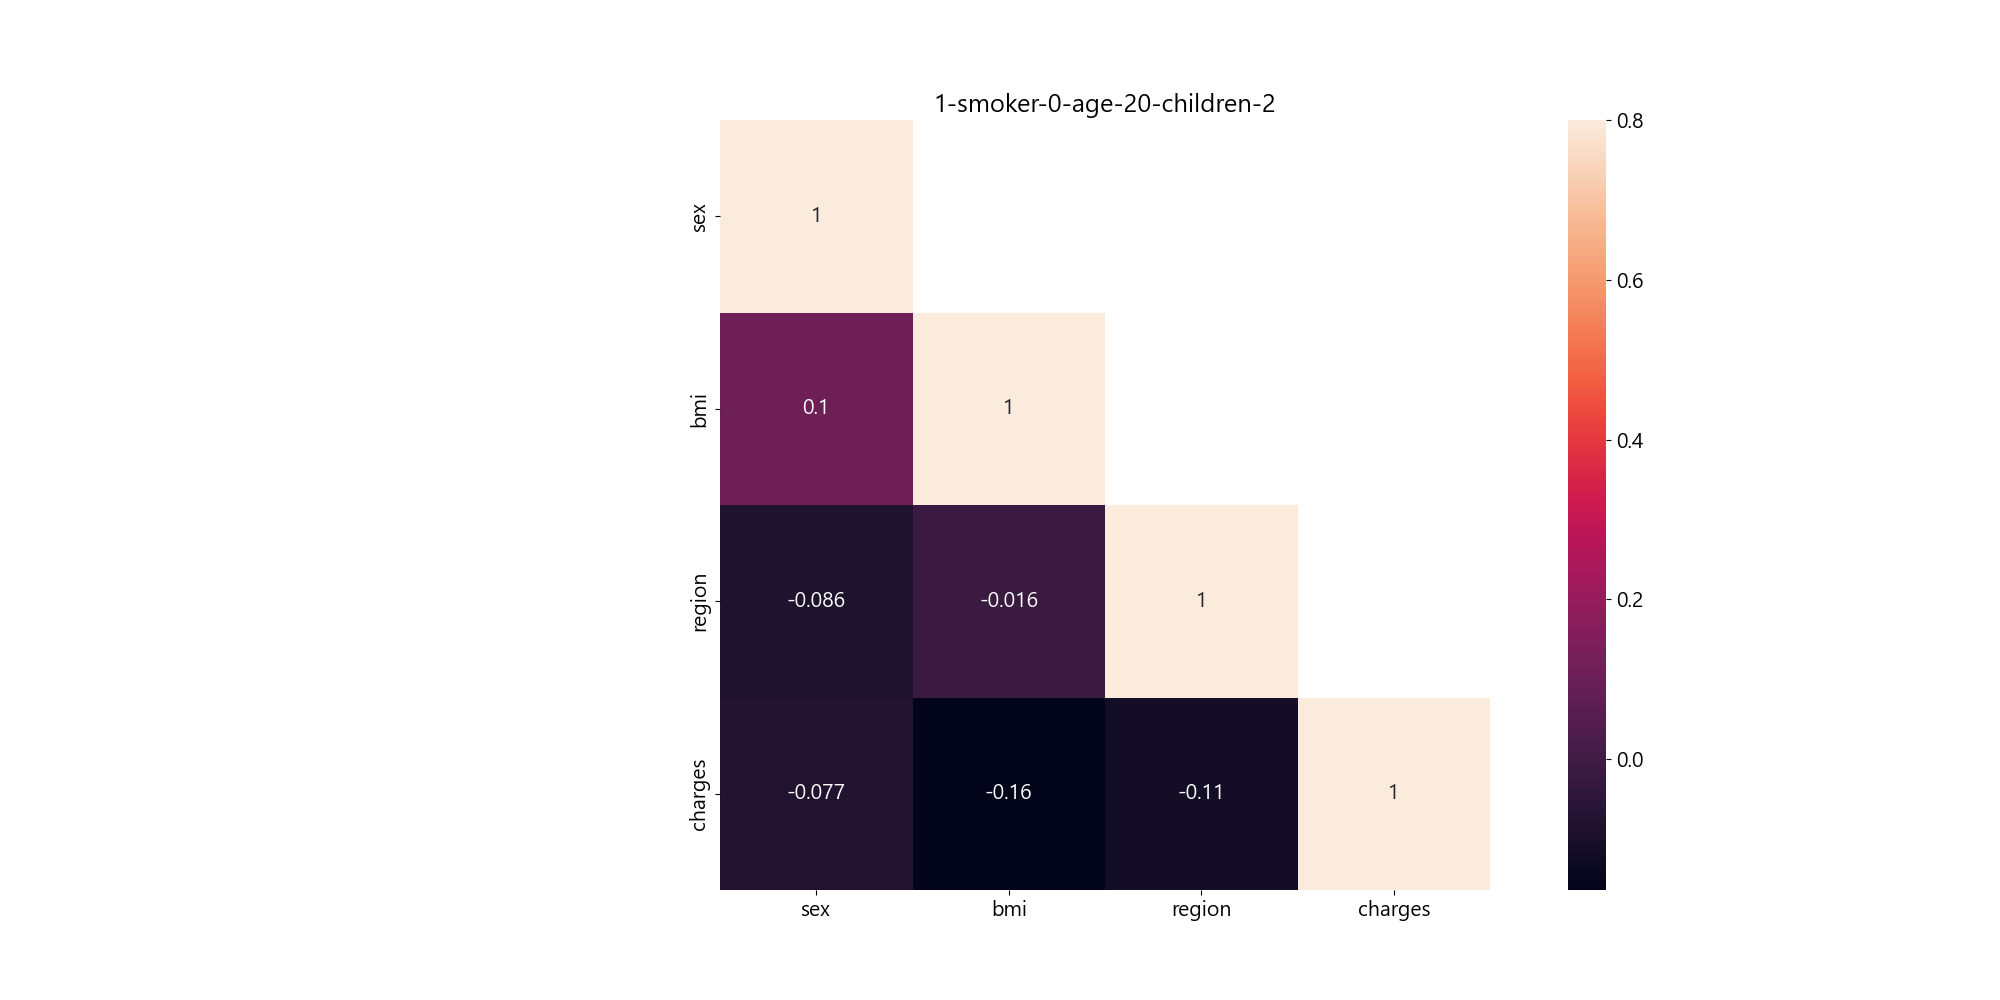 1-smoker-0-age-20-children-2
sex
1
bmi
0.1 1
region
-0.086 -0.016 1
charges
-0.077 -0.16 -0.11 1
sex bmi region charges
0.8
0.6
0.4
0.2
0.0